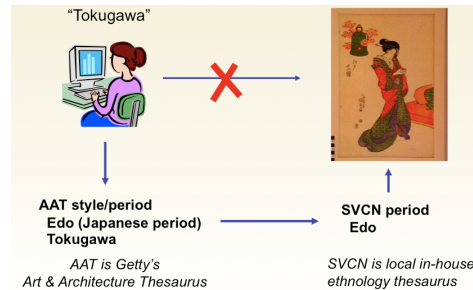 “Tokugawa”
AAT style/period
Edo (Japanese period)
Tokugawa
AAT is Getty’s
Art & Architecture Thesaurus
SVCN period
Edo
SVCN is local in-house
ethnology thesaurus